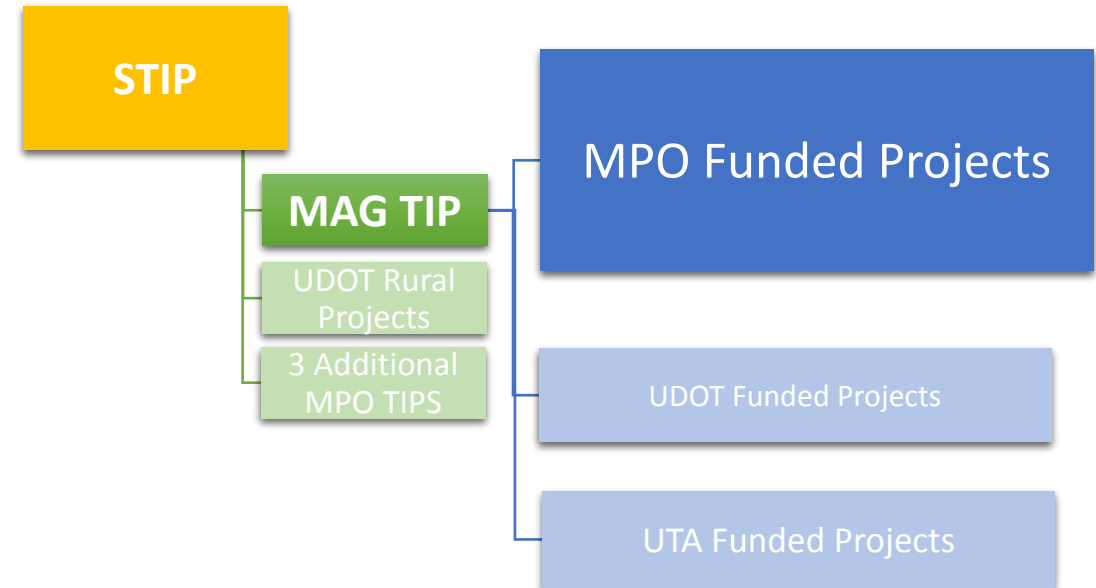 STIP
MAG TIP
UDOT Rural
Projects
3 Additional
MPO TIPS
MPO Funded Projects
UDOT Funded Projects
UTA Funded Projects